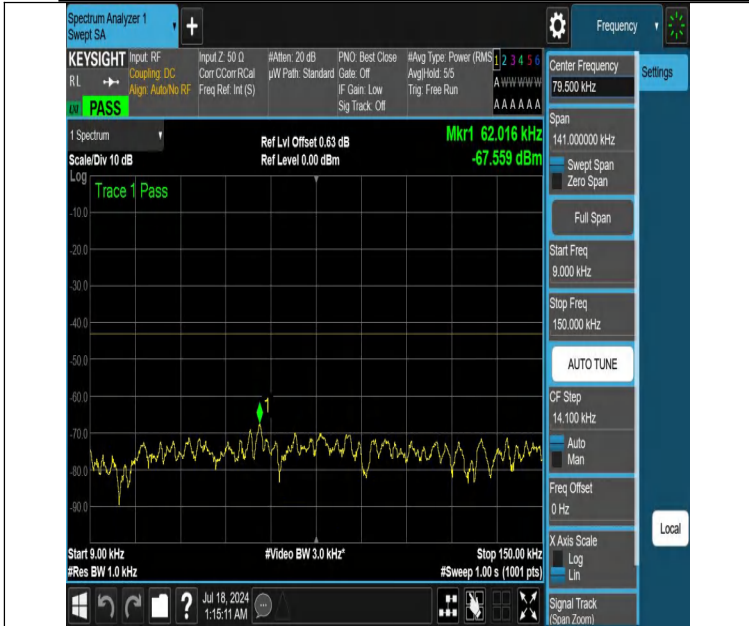 Spectrum Analyzer 1
Swept SA
+
Frequency
KEYSIGHT
R L
PASS
Input: RF
Coupling: DC
Align: Auto/No RF
Input Z: 50 Ω
Corr CCorr RCal
Freq Ref: Int (S)
#Atten: 20 dB
µW Path: Standard
PNO: Best Close
Gate: Off
IF Gain: Low
Sig Track: Off
#Avg Type: Power (RMS
Avg|Hold: 5/5
Trig: Free Run
1 2 3 4 5 6
A W W W W W
A A A A A A
1 Spectrum
Scale/Div 10 dB
Ref Lvl Offset 0.63 dB
Ref Level 0.00 dBm
Mkr1 62.016 kHz
-67.559 dBm
Log
Trace 1 Pass
-10.0
-20.0
-30.0
-40.0
-50.0
-60.0
1
-70.0
-80.0
-90.0
Start 9.00 kHz
#Res BW 1.0 kHz
#Video BW 3.0 kHz*
Stop 150.00 kHz
#Sweep 1.00 s (1001 pts)
?
Jul 18, 2024
1:15:11 AM
Center Frequency
79.500 kHz
Span
141.000000 kHz
Swept Span
Zero Span
Full Span
Start Freq
9.000 kHz
Stop Freq
150.000 kHz
AUTO TUNE
CF Step
14.100 kHz
Auto
Man
Freq Offset
0 Hz
X Axis Scale
Log
Lin
Signal Track
(Span Zoom)
Settings
Local